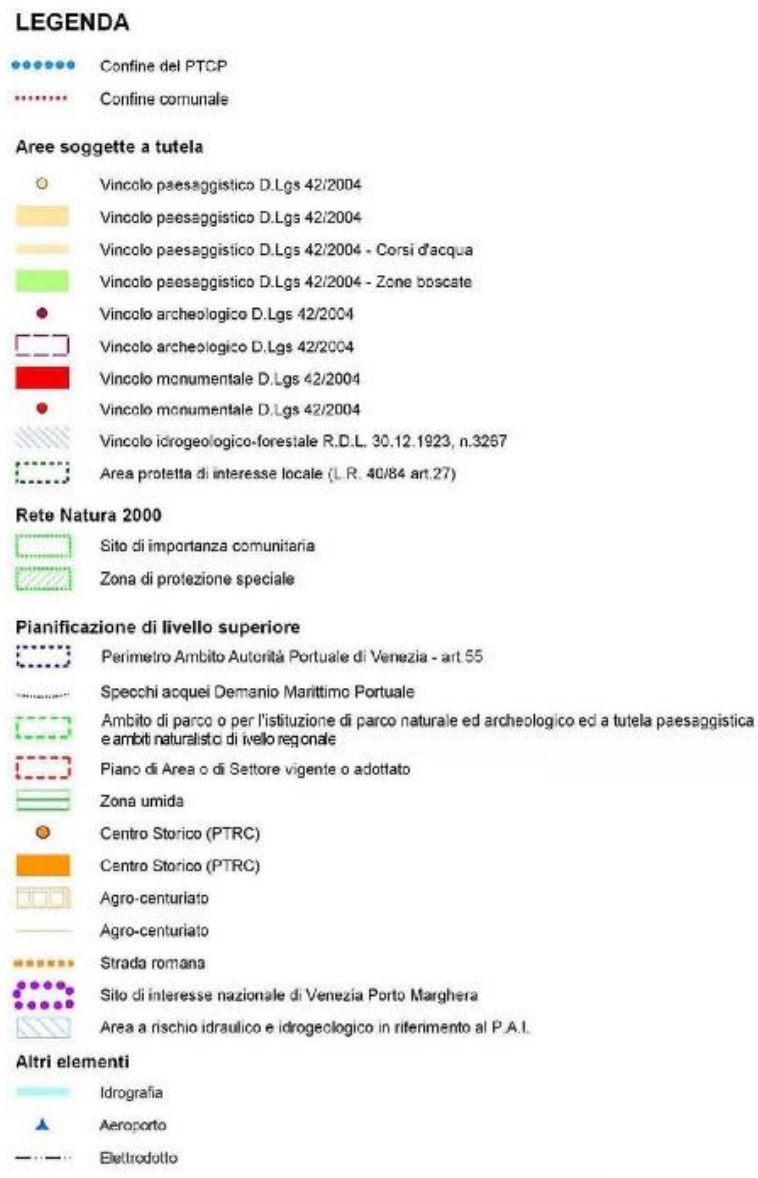 LEGENDA
Confine del PTCP
Confine comunale
Aree soggette a tutela
Vincolo paesaggistico D.Lgs 42/2004
Vincolo paesaggistico D.Lgs 42/2004
Vincolo paesaggistico D.Lgs 42/2004 - Corsi d'acqua
Vincolo paesaggistico D.Lgs 42/2004 - Zone boscate
Vincolo archeologico D.Lgs 42/2004
Vincolo archeologico D.Lgs 42/2004
Vincolo monumentale D.Lgs 42/2004
Vincolo monumentale D.Lgs 42/2004
Vincolo idrogeologico-forestale R.D.L. 30.12.1923, n.3267
Area protetta di interesse locale (L.R. 40/84 art.27)
Rete Natura 2000
Sito di importanza comunitaria
Zona di protezione speciale
Pianificazione di livello superiore
Perimetro Ambito Autorità Portuale di Venezia - art.55
Specchi acquei Demanio Marittimo Portuale
Ambito di parco o per l'istituzione di parco naturale ed archeologico ed a tutela paesaggistica
e ambiti naturalistici di livello regionale
Piano di Area o di Settore vigente o adottato
Zona umida
Centro Storico (PTRC)
Centro Storico (PTRC)
Agro-centuriato
Agro-centuriato
Strada romana
Sito di interesse nazionale di Venezia Porto Marghera
Area a rischio idraulico e idrogeologico in riferimento al P.A.I.
Altri elementi
Idrografia
Aeroporto
Elettrodotto